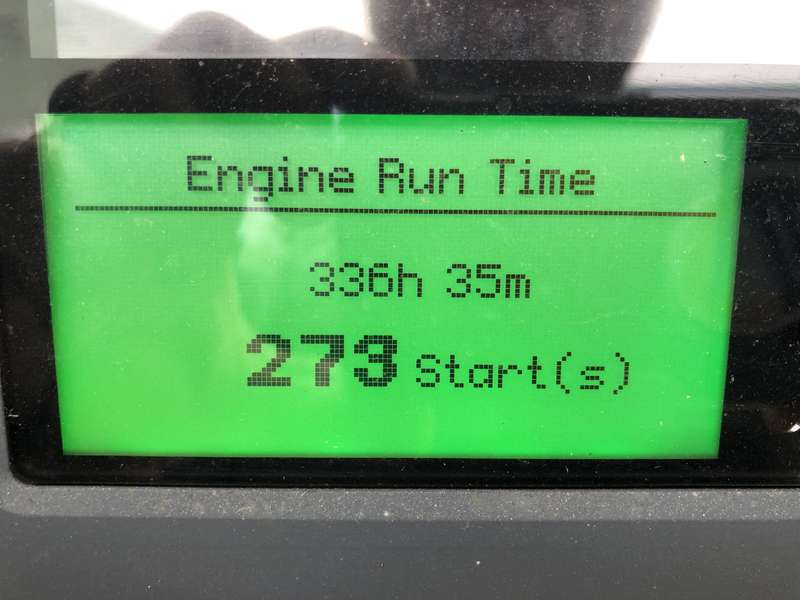 Engine Run Time
336h 35m
273 Start(s)